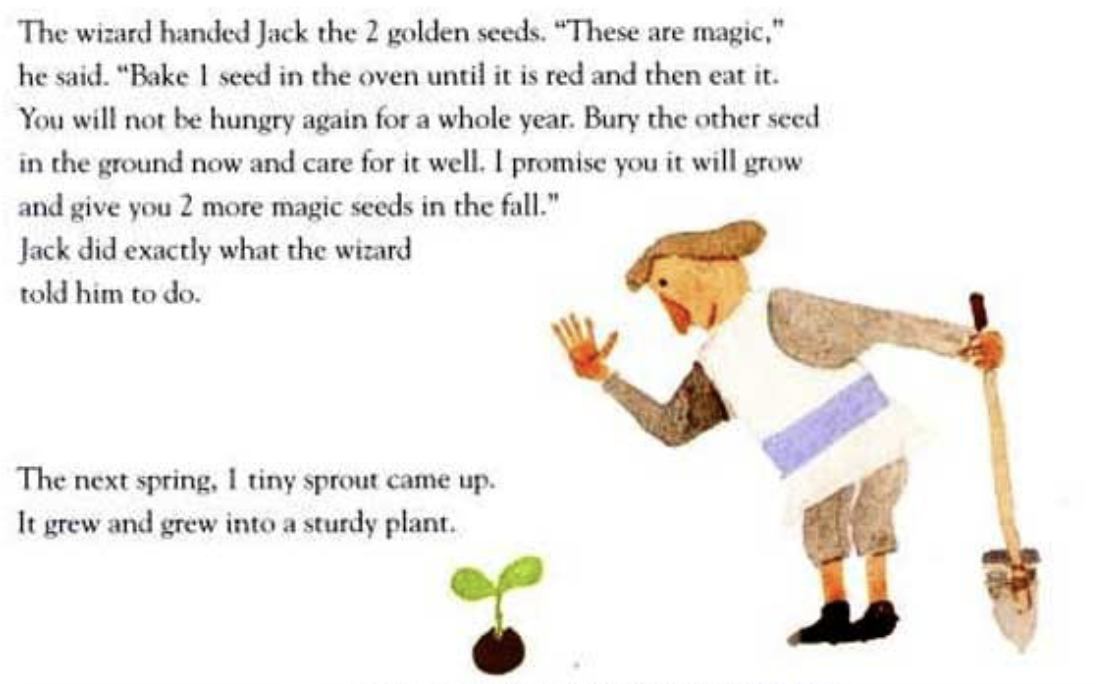 The wizard handed Jack the 2 golden seeds. “These are magic,”
he said. “Bake 1 seed in the oven until it is red and then eat it.
You will not be hungry again for a whole year. Bury the other seed
in the ground now and care for it well. I promise you it will grow
and give you 2 more magic seeds in the fall.”
Jack did exactly what the wizard
told him to do.
The next spring, 1 tiny sprout came up.
It grew and grew into a sturdy plant.